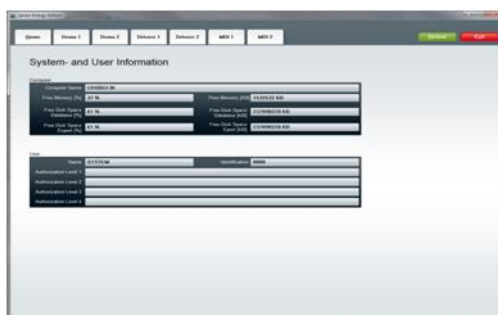 Home Demo 1 Demo 2 Drivers 1 Drivers 2 MDI 1 MDI 2 Default Exit
System- and User Information
Computer
Computer Name
Free Memory [%] 37 % Free Memory [KB]
Free Disk Space Database [%] 61 % Free Disk Space Database [KB]
Free Disk Space Export [%] 61 % Free Disk Space Export [KB]
User
Name SYSTEM Identification
Authorization Level 1
Authorization Level 2
Authorization Level 3
Authorization Level 4